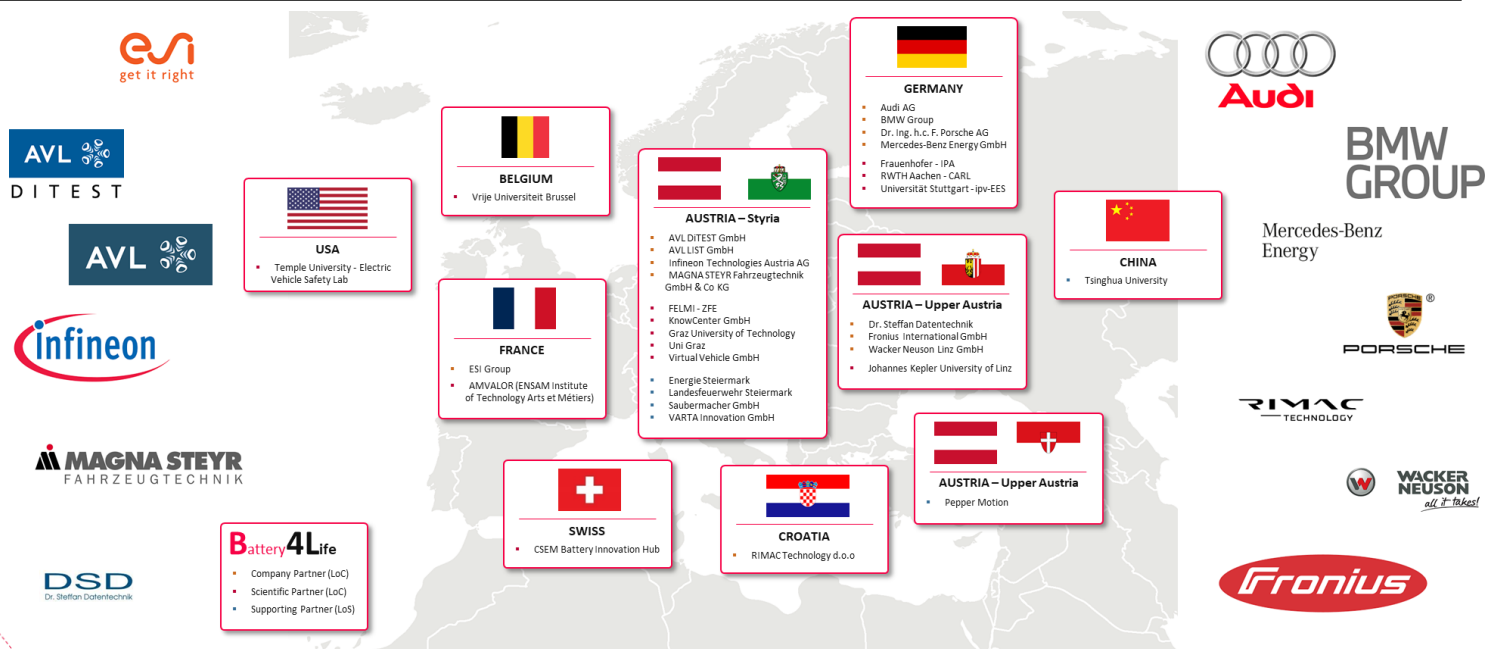 esi
get it right
AVL
DITEST
AVL
infineon
MAGNA STEYR
FAHRZEUGTECHNIK
DSD
Dr. Steffan Datentechnik
USA
Temple University - Electric
Vehicle Safety Lab
BELGIUM
Vrije Universiteit Brussel
FRANCE
ESI Group
AMVALOR (ENSAM Institute
of Technology Arts et Métiers)
SWISS
CSEM Battery Innovation Hub
Battery4Life
Company Partner (LoC)
Scientific Partner (LoC)
Supporting Partner (LoS)
AUSTRIA – Styria
AVL DiTEST GmbH
AVL LIST GmbH
Infineon Technologies Austria AG
MAGNA STEYR Fahrzeugtechnik
GmbH & Co KG
FELMI - ZFE
KnowCenter GmbH
Graz University of Technology
Uni Graz
Virtual Vehicle GmbH
Energie Steiermark
Landesfeuerwehr Steiermark
Saubermacher GmbH
VARTA Innovation GmbH
CROATIA
RIMAC Technology d.o.o
GERMANY
Audi AG
BMW Group
Dr. Ing. h.c. F. Porsche AG
Mercedes-Benz Energy GmbH
Frauenhofer - IPA
RWTH Aachen - CARL
Universität Stuttgart - ipv-EES
AUSTRIA – Upper Austria
Dr. Steffan Datentechnik
Fronius International GmbH
Wacker Neuson Linz GmbH
Johannes Kepler University of Linz
AUSTRIA – Upper Austria
Pepper Motion
CHINA
Tsinghua University
Audi
BMW
GROUP
Mercedes-Benz
Energy
®
PORSCHE
RIMAC
TECHNOLOGY
W
WACKER
NEUSON
all it takes!
Fronius